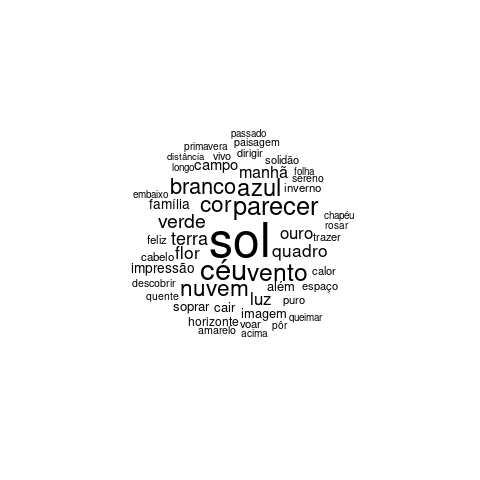 passado
primavera paisagem
distância vivo dirigir solidão
longo campo manhã folha
sereno
embaixo branco azul inverno
família cor parecer
chapéu
verde rosar
feliz terra sol ouro trazer
cabelo flor quadro
impressão céu vento calor
descobrir nuvem além espaço
quente luz puro
soprar cair imagem queimar
horizonte voar pôr
amarelo acima